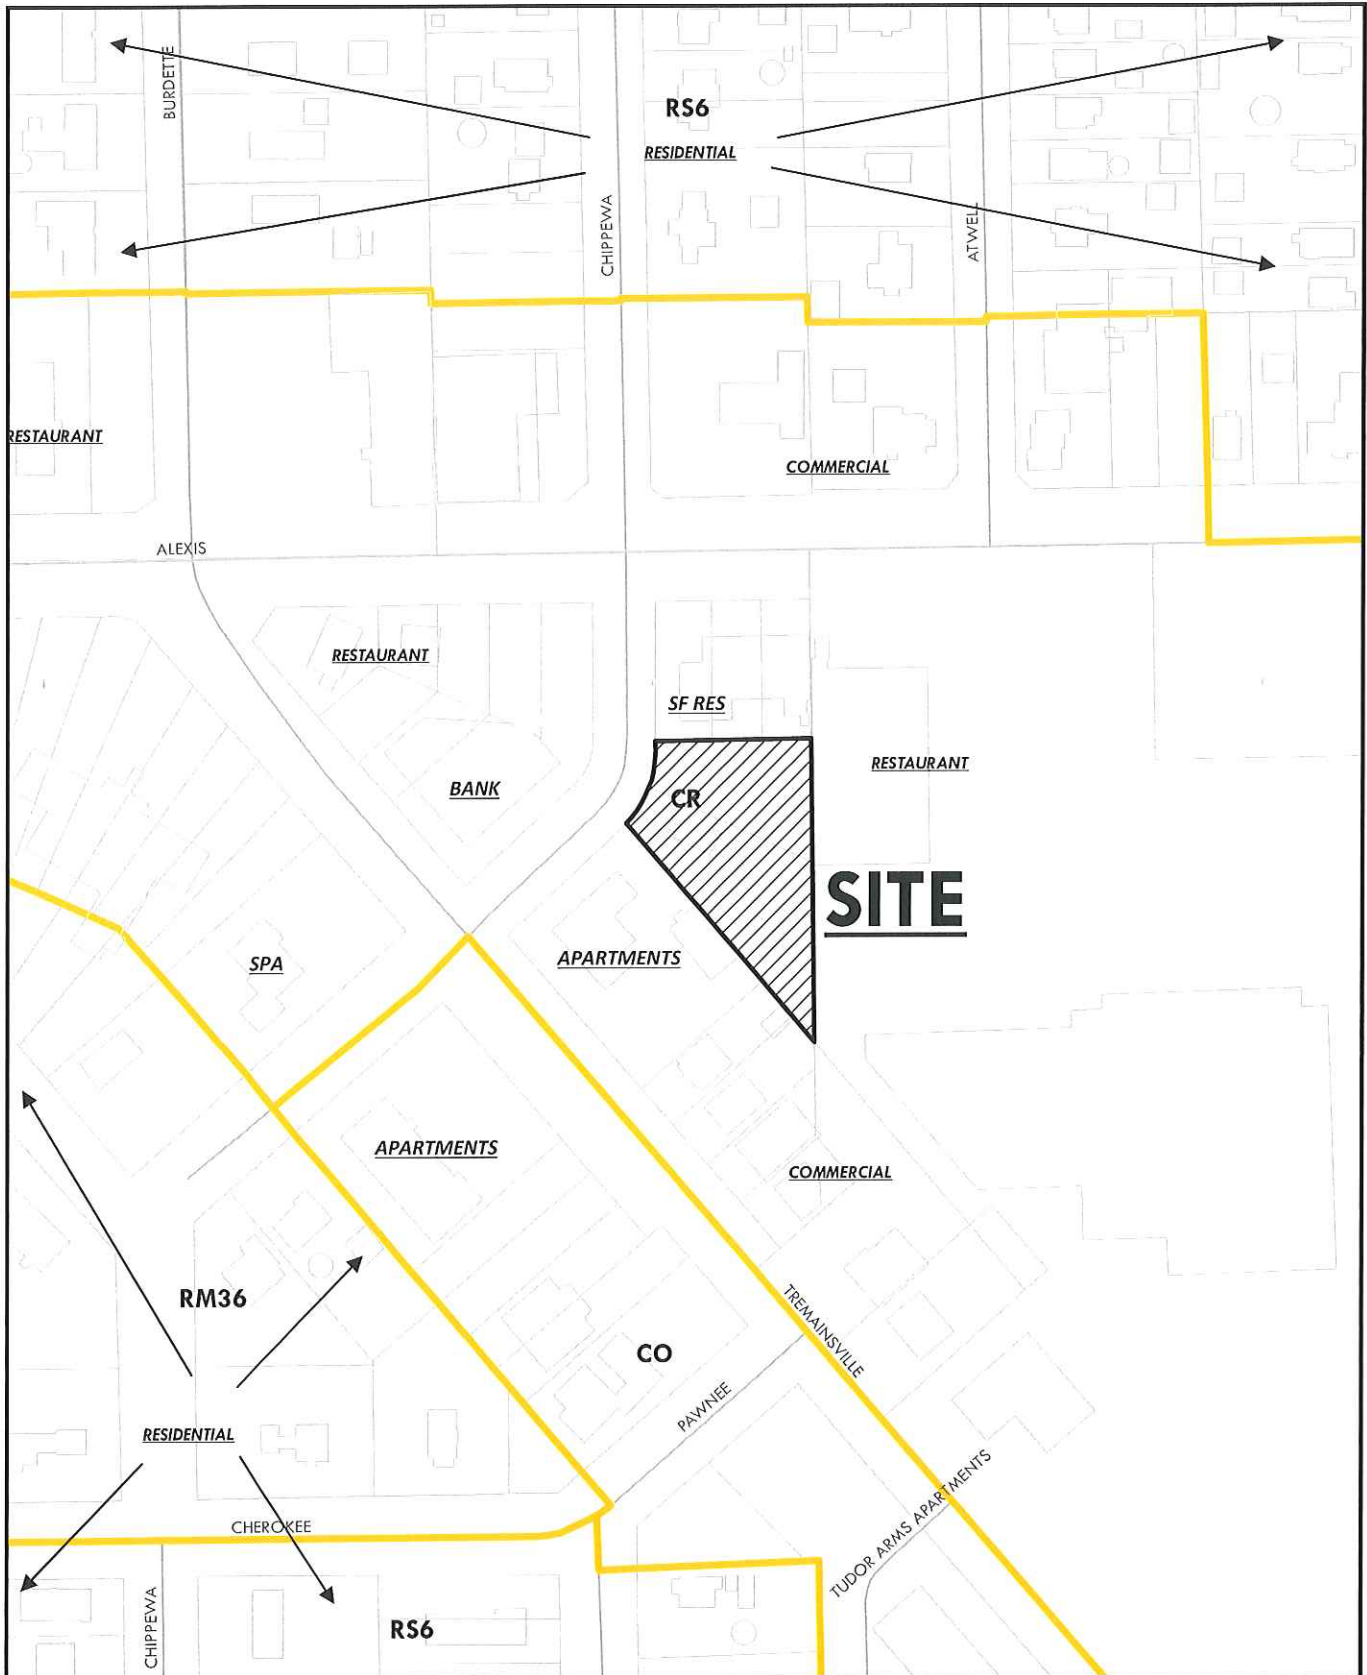 BURDETTE
RS6
RESIDENTIAL
CHIPPEWA
ATWELL
RESTAURANT
COMMERCIAL
ALEXIS
RESTAURANT
SF RES
RESTAURANT
BANK
CR
SITE
SPA
APARTMENTS
APARTMENTS
COMMERCIAL
RM36
TREMAINSVILLE
CO
PAWNEE
RESIDENTIAL
TUDOR ARMS APARTMENTS
CHEROKEE
CHIPPEWA
RS6